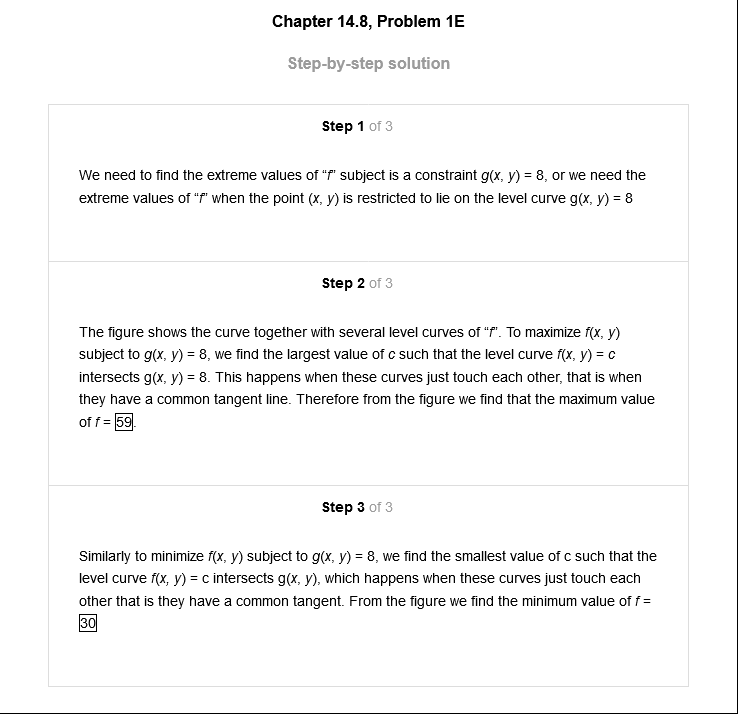 Chapter 14.8, Problem 1E
Step-by-step solution
Step 1 of 3
We need to find the extreme values of “f” subject is a constraint g(x, y) = 8, or we need the
extreme values of “f” when the point (x, y) is restricted to lie on the level curve g(x, y) = 8
Step 2 of 3
The figure shows the curve together with several level curves of “f”. To maximize f(x, y)
subject to g(x, y) = 8, we find the largest value of c such that the level curve f(x, y) = c
intersects g(x, y) = 8. This happens when these curves just touch each other, that is when
they have a common tangent line. Therefore from the figure we find that the maximum value
of f = 59.
Step 3 of 3
Similarly to minimize f(x, y) subject to g(x, y) = 8, we find the smallest value of c such that the
level curve f(x, y) = c intersects g(x, y), which happens when these curves just touch each
other that is they have a common tangent. From the figure we find the minimum value of f =
30